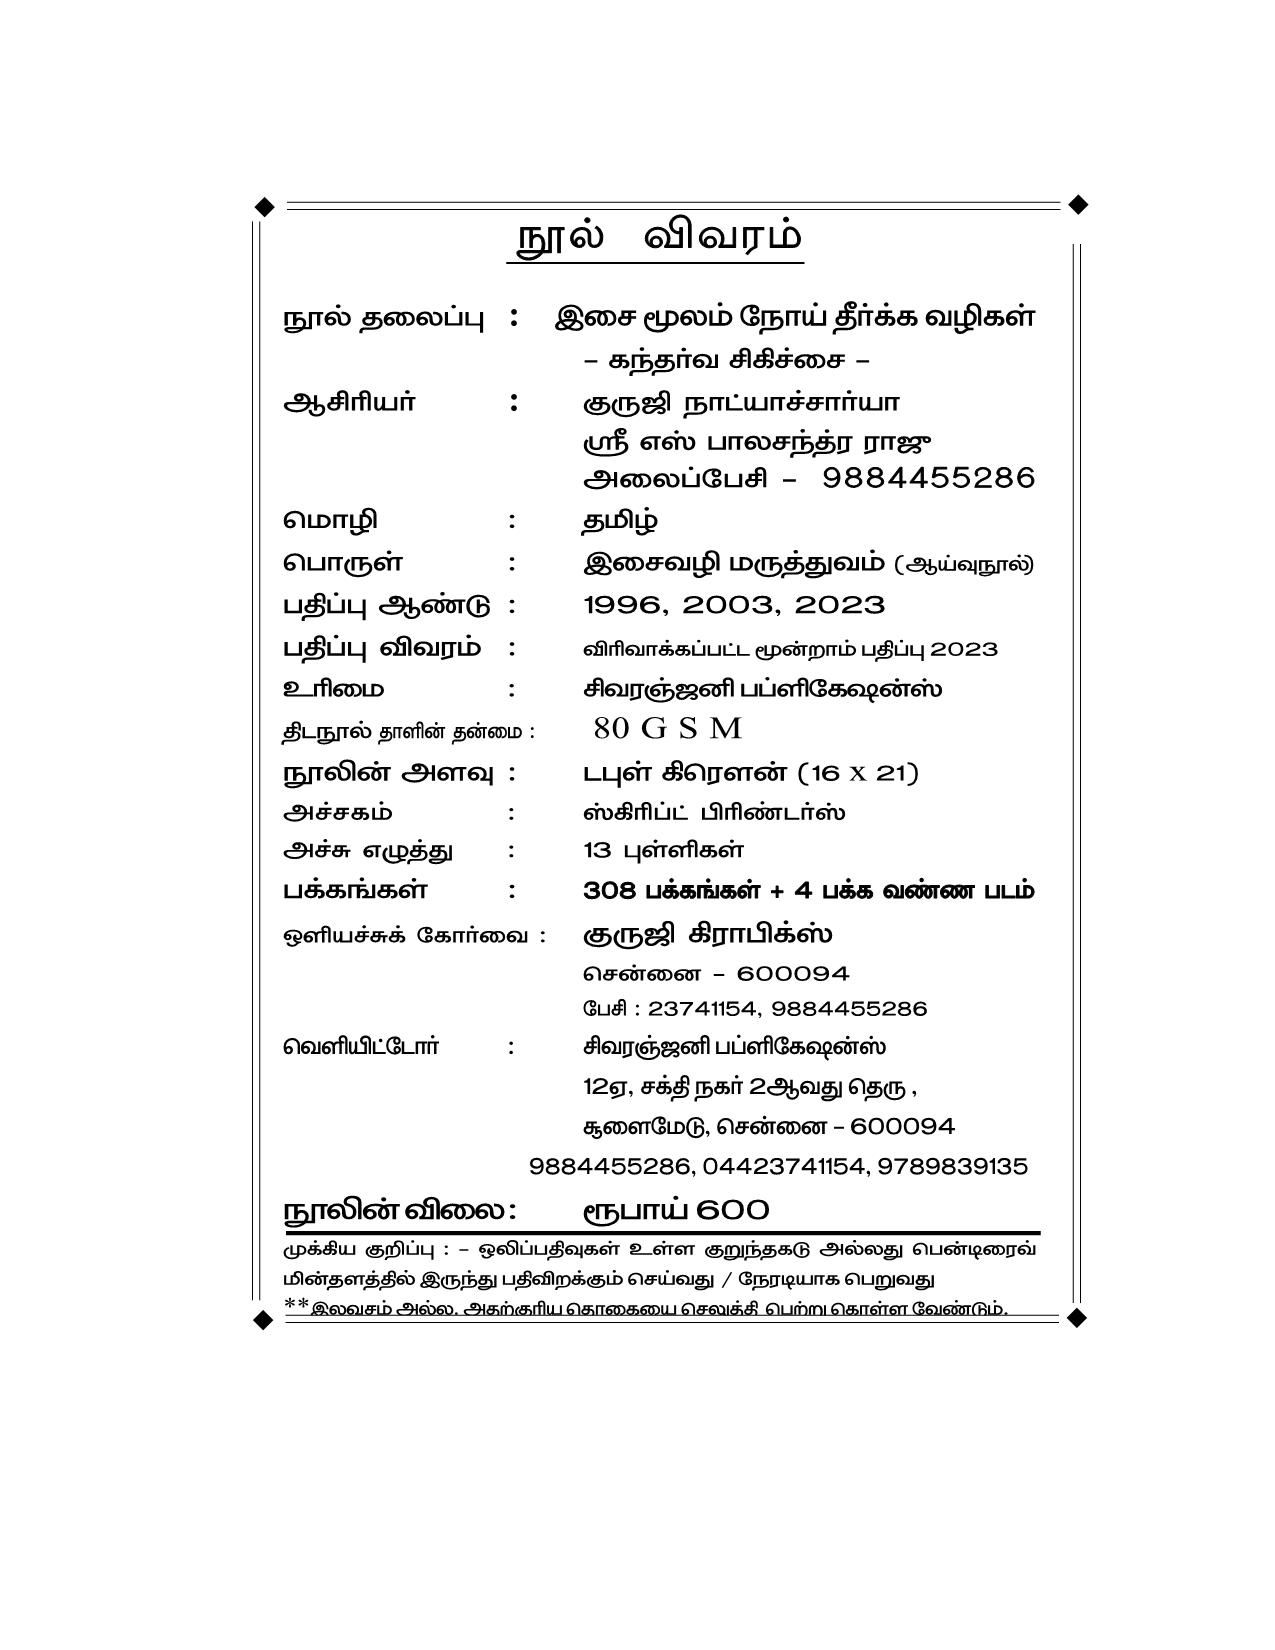 நூல் விவரம்
நூல் தலைப்பு : இசை மூலம் நோய் தீர்க்க வழிகள்
– கந்தர்வ சிகிச்சை –
ஆசிரியர் : குருஜி நாட்யாச்சார்யா
ஸ்ரீ எஸ் பாலசந்த்ர ராஜு
அலைப்பேசி – 9884455286
மொழி : தமிழ்
பொருள் : இசைவழி மருத்துவம் (ஆய்வுநூல்)
பதிப்பு ஆண்டு : 1996, 2003, 2023
பதிப்பு விவரம் : விரிவாக்கப்பட்ட மூன்றாம் பதிப்பு 2023
உரிமை : சிவரஞ்ஜனி பப்ளிகேஷன்ஸ்
திடநூல் தாளின் தன்மை : 80 G S M
நூலின் அளவு : டபுள் கிரௌன் (16 X 21)
அச்சகம் : ஸ்கிரிப்ட் பிரிண்டர்ஸ்
அச்சு எழுத்து : 13 புள்ளிகள்
பக்கங்கள் : 308 பக்கங்கள் + 4 பக்க வண்ண படம்
ஒளியச்சுக் கோர்வை : குருஜி கிராபிக்ஸ்
சென்னை – 600094
பேசி : 23741154, 9884455286
வெளியிட்டோர் : சிவரஞ்ஜனி பப்ளிகேஷன்ஸ்
12ஏ, சக்தி நகர் 2ஆவது தெரு ,
சூளைமேடு, சென்னை – 600094
9884455286, 04423741154, 9789839135
நூலின் விலை : ரூபாய் 600
முக்கிய குறிப்பு : – ஒலிப்பதிவுகள் உள்ள குறுந்தகடு அல்லது பென்டிரைவ்
மின்தளத்தில் இருந்து பதிவிறக்கும் செய்வது / நேரடியாக பெறுவது
**இலவசம் அல்ல. அதற்குரிய தொகையை செலுத்தி பெற்று கொள்ள வேண்டும்.